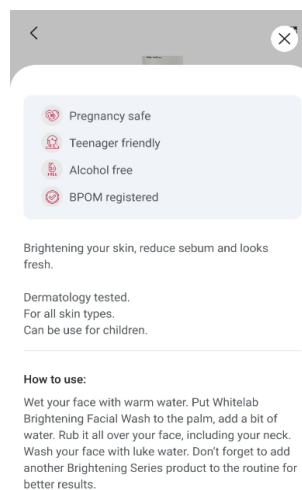 Pregnancy safe
Teenager friendly
Alcohol free
BPOM registered
Brightening your skin, reduce sebum and looks
fresh.
Dermatology tested.
For all skin types.
Can be use for children.
How to use:
Wet your face with warm water. Put Whitelab
Brightening Facial Wash to the palm, add a bit of
water. Rub it all over your face, including your neck.
Wash your face with luke water. Don't forget to add
another Brightening Series product to the routine for
better results.